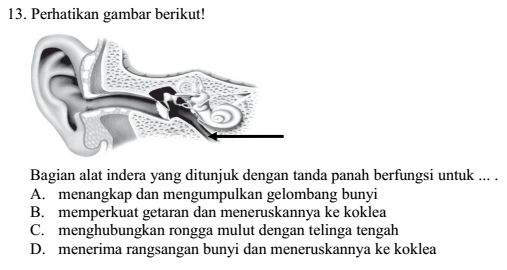 13. Perhatikan gambar berikut!
Bagian alat indera yang ditunjuk dengan tanda panah berfungsi untuk ... .
A. menangkap dan mengumpulkan gelombang bunyi
B. memperkuat getaran dan meneruskannya ke koklea
C. menghubungkan rongga mulut dengan telinga tengah
D. menerima rangsangan bunyi dan meneruskannya ke koklea